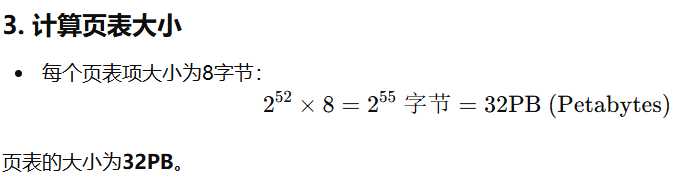 3. 计算页表大小
• 每个页表项大小为8字节：
2^52 × 8 = 2^55 字节 = 32PB (Petabytes)
页表的大小为32PB。